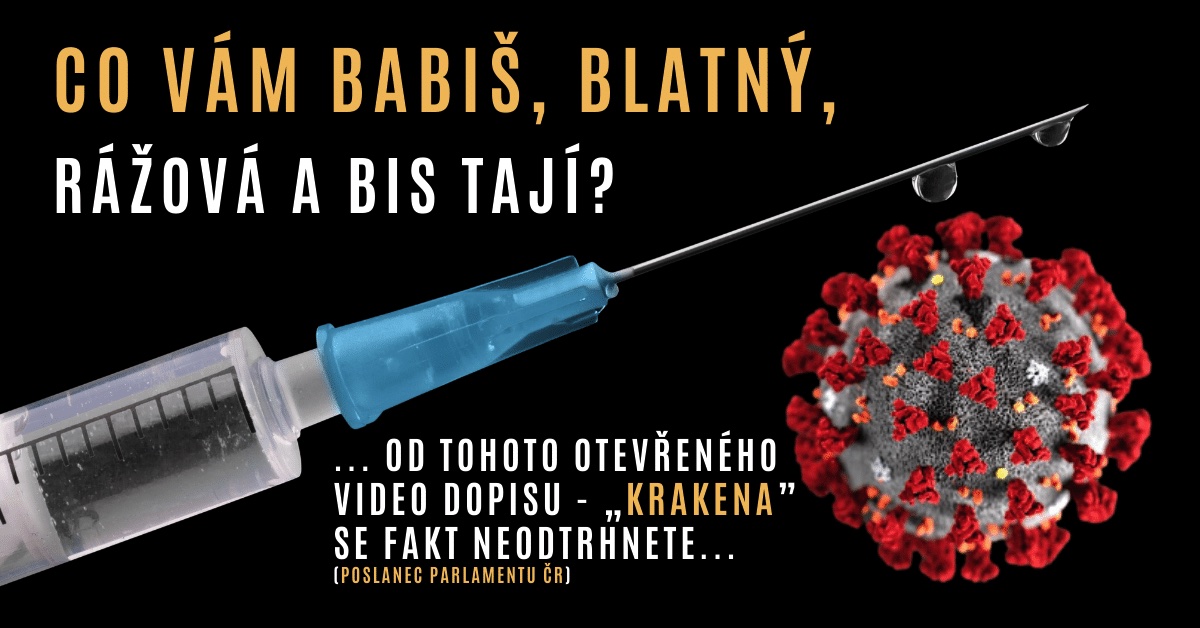 CO VÁM BABIŠ, BLATNÝ,
RÁŽOVÁ A BIS TAJÍ?
... OD TOHOTO OTEVŘENÉHO
VIDEO DOPISU - „KRAKENA”
SE FAKT NEODTRHNETE...
(POSLANEC PARLAMENTU ČR)